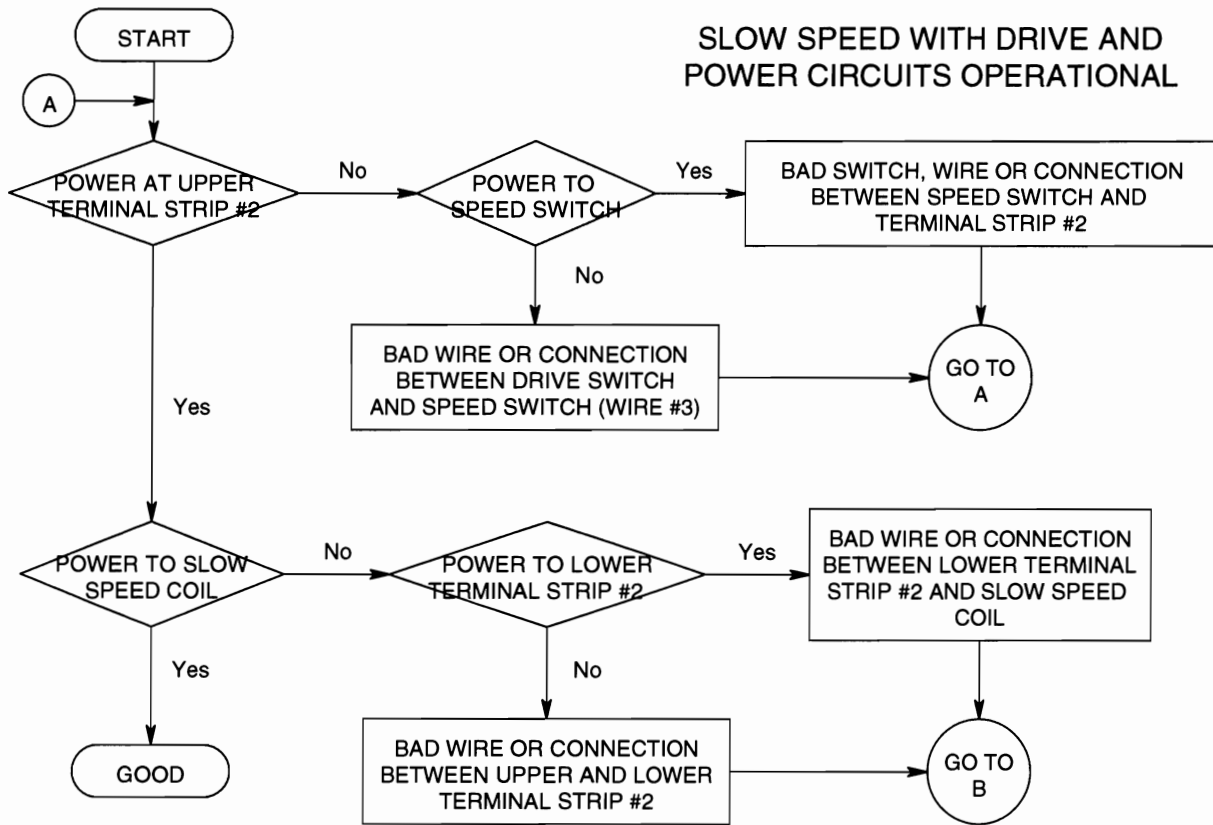 START
SLOW SPEED WITH DRIVE AND
POWER CIRCUITS OPERATIONAL
A
POWER AT UPPER
TERMINAL STRIP #2
No
POWER TO
SPEED SWITCH
Yes
BAD SWITCH, WIRE OR CONNECTION
BETWEEN SPEED SWITCH AND
TERMINAL STRIP #2
No
BAD WIRE OR CONNECTION
BETWEEN DRIVE SWITCH
AND SPEED SWITCH (WIRE #3)
GO TO
A
Yes
POWER TO SLOW
SPEED COIL
No
POWER TO LOWER
TERMINAL STRIP #2
Yes
BAD WIRE OR CONNECTION
BETWEEN LOWER TERMINAL
STRIP #2 AND SLOW SPEED
COIL
Yes
No
GOOD
BAD WIRE OR CONNECTION
BETWEEN UPPER AND LOWER
TERMINAL STRIP #2
GO TO
B